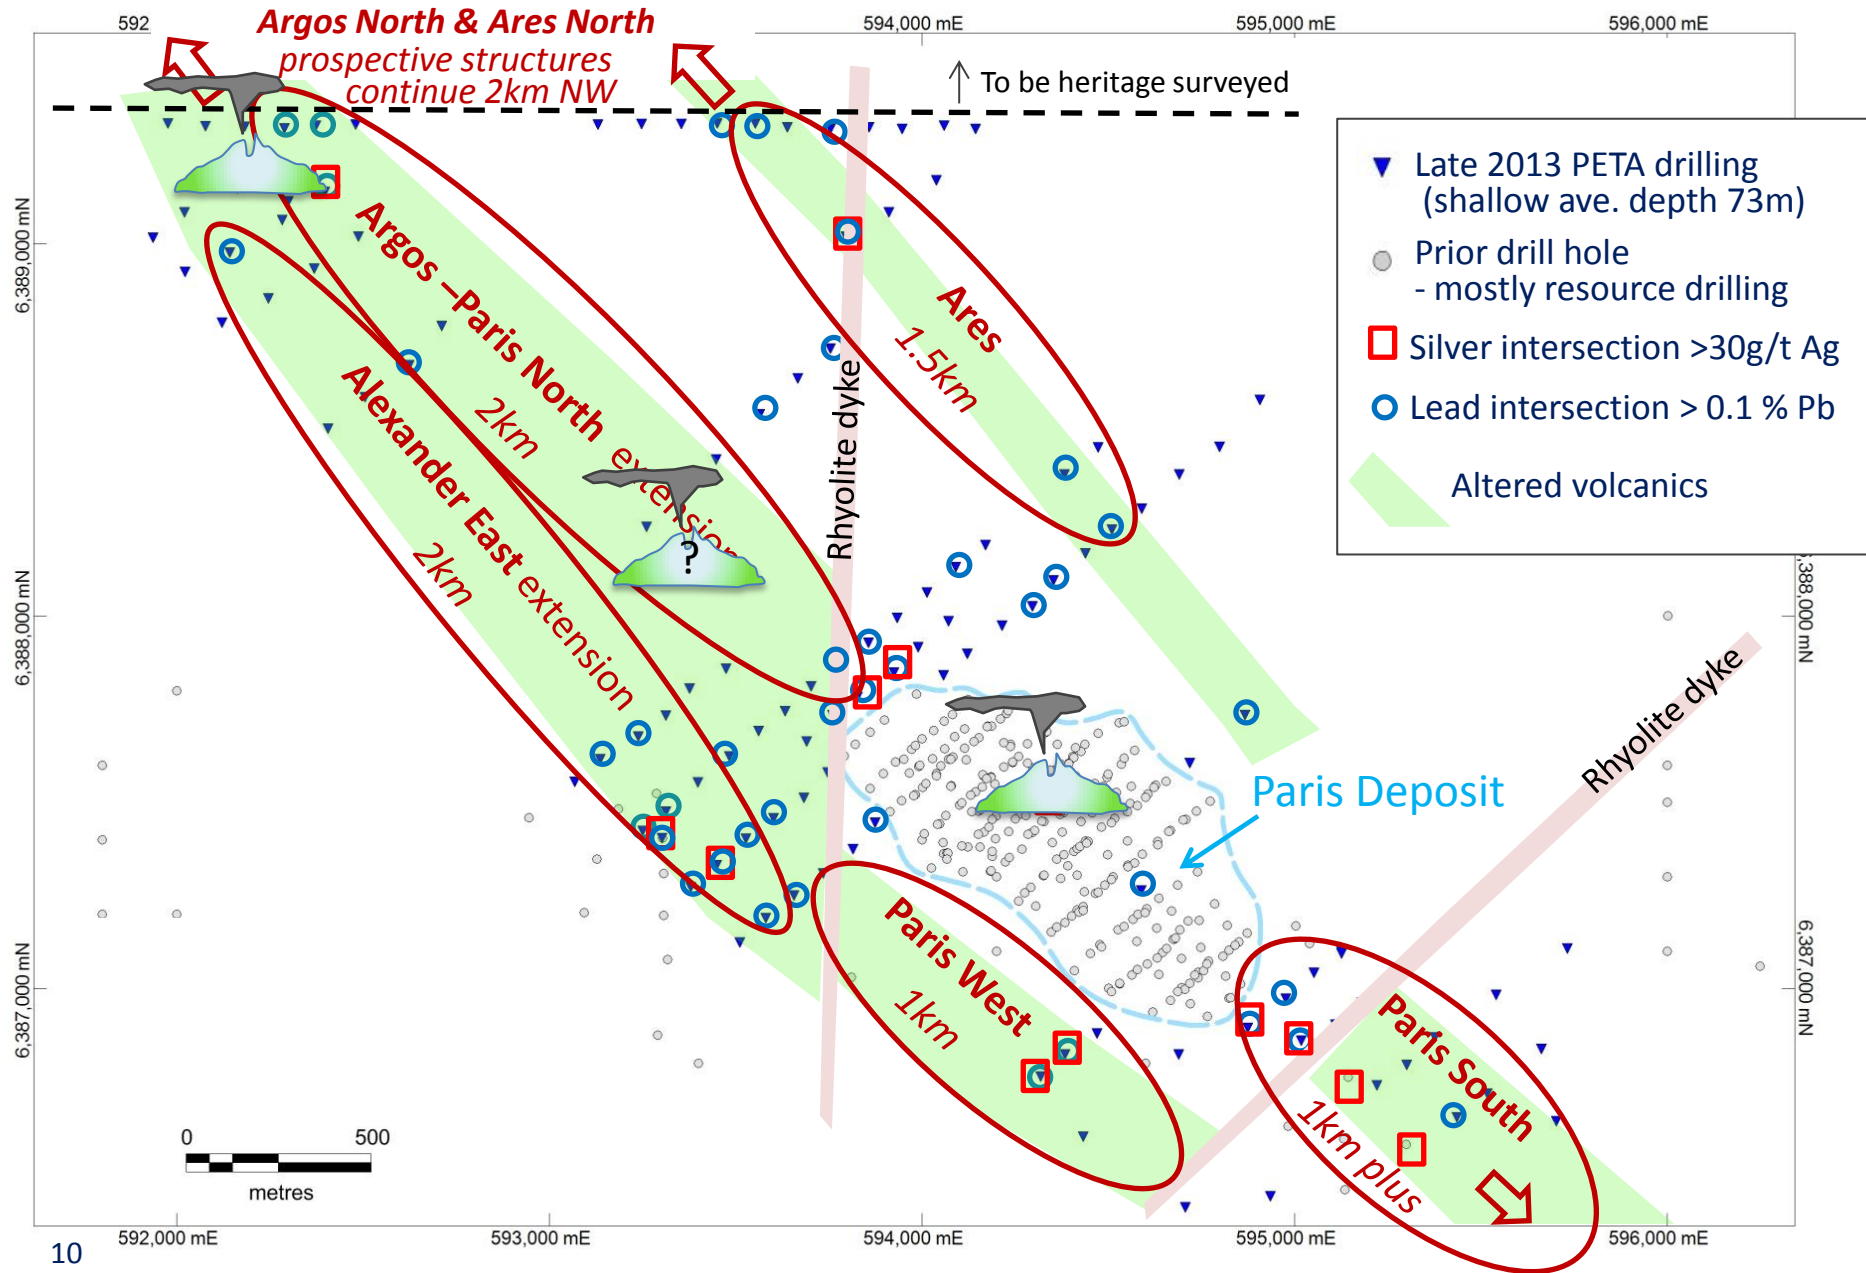 592
594,000 mE
595,000 mE
596,000 mE
Argos North & Ares North
prospective structures
continue 2km NW
To be heritage surveyed
Late 2013 PETA drilling
(shallow ave. depth 73m)
Prior drill hole
- mostly resource drilling
Silver intersection >30g/t Ag
Lead intersection > 0.1 % Pb
Altered volcanics
6,389,000 mN
6,388,000 mN
6,387,000 mN
,388,000 mN
6,387,000 mN
Argos –Paris North extension
2km
Alexander East extension
2km
Ares
1.5km
Rhyolite dyke
?
Rhyolite dyke
Paris Deposit
Paris West
1km
Paris South
1km plus
0 500
metres
592,000 mE
593,000 mE
594,000 mE
595,000 mE
596,000 mE
10